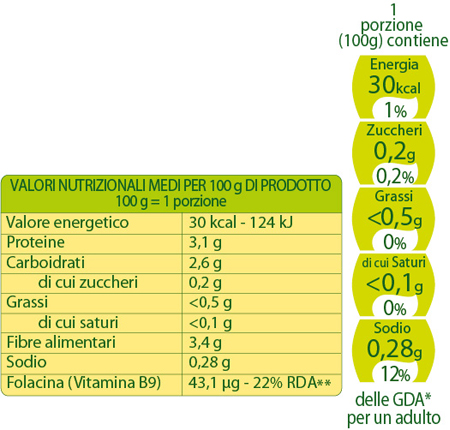 1
porzione
(100g) contiene
Energia
30kcal
1%
Zuccheri
0,2g
0,2%
Grassi
<0,5g
0%
di cui Saturi
<0,1g
0%
Sodio
0,28g
12%
delle GDA*
per un adulto
VALORI NUTRIZIONALI MEDI PER 100 g DI PRODOTTO
100 g = 1 porzione
Valore energetico 30 kcal - 124 kJ
Proteine 3,1 g
Carboidrati 2,6 g
di cui zuccheri 0,2 g
Grassi <0,5 g
di cui saturi <0,1 g
Fibre alimentari 3,4 g
Sodio 0,28 g
Folacina (Vitamina B9) 43,1 µg - 22% RDA**